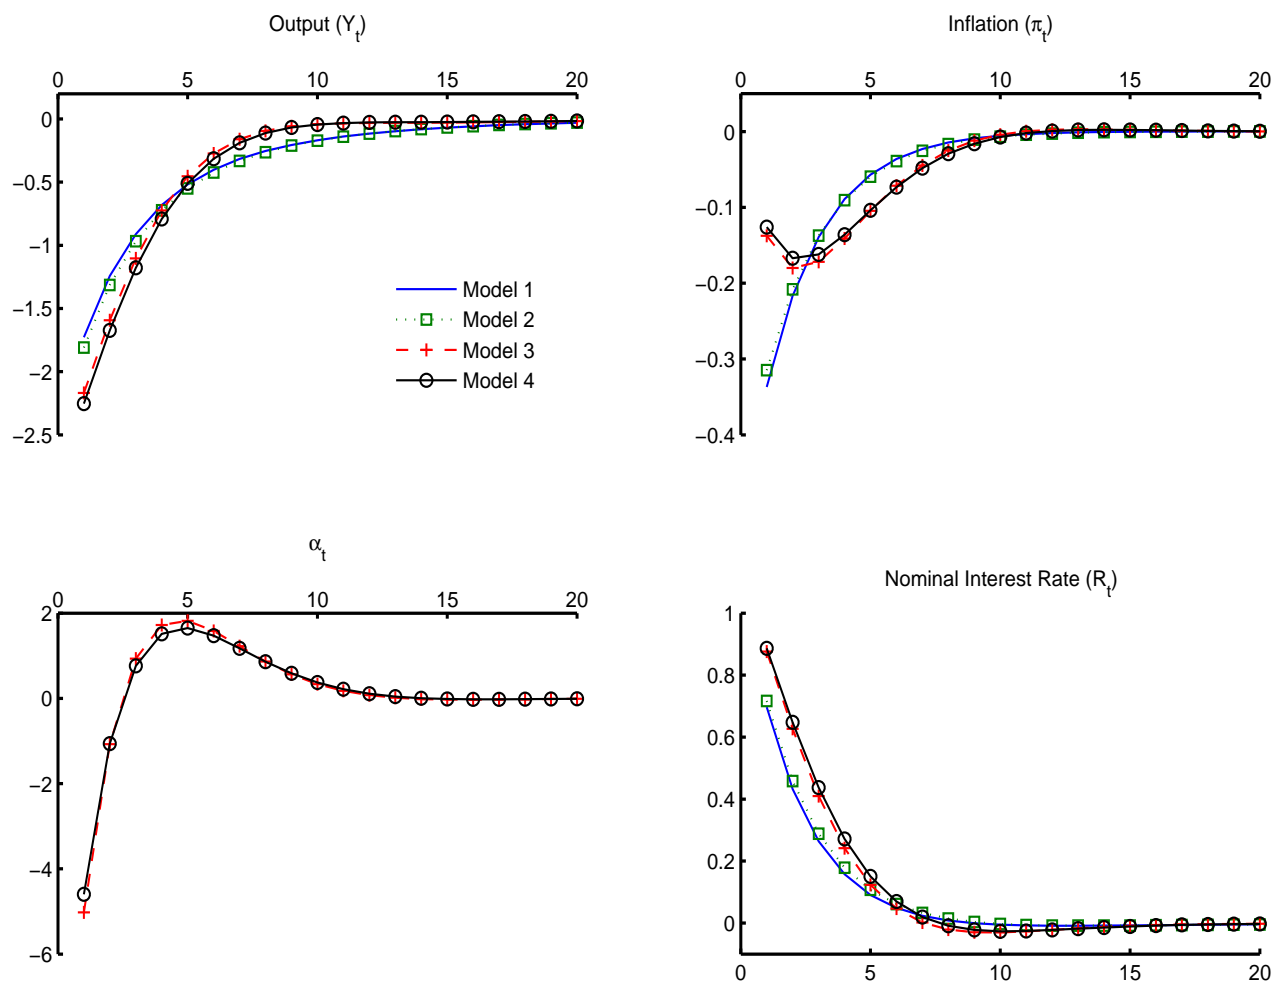 Output (Y_t)
0 5 10 15 20
0
−0.5
−1
−1.5
−2
−2.5
Model 1
Model 2
Model 3
Model 4
Inflation (π_t)
0 5 10 15 20
0
−0.1
−0.2
−0.3
−0.4
α_t
0 5 10 15 20
2
0
−2
−4
−6
Nominal Interest Rate (R_t)
1
0.8
0.6
0.4
0.2
0
0 5 10 15 20